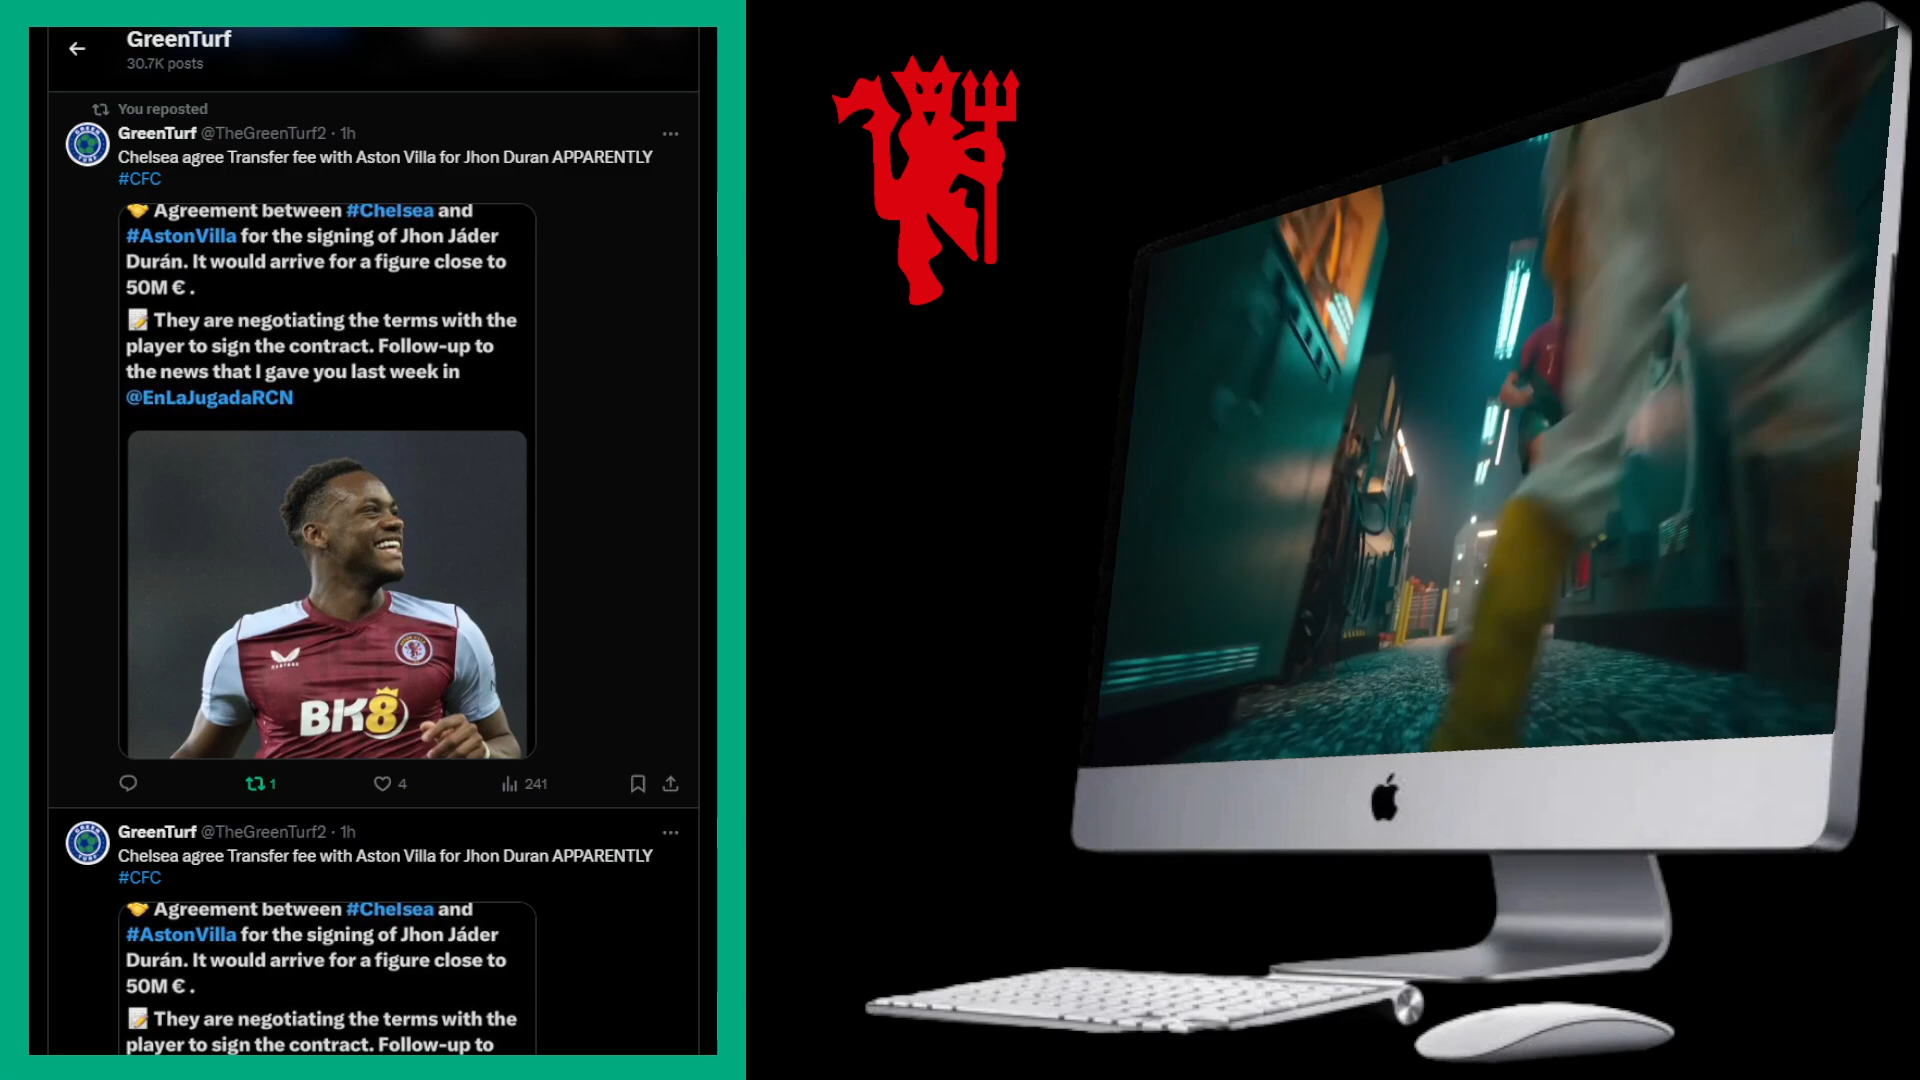 GreenTurf
30.7K posts
You reposted
GreenTurf @TheGreenTurf2 · 1h
Chelsea agree Transfer fee with Aston Villa for Jhon Duran APPARENTLY
#CFC
🤝 Agreement between #Chelsea and
#AstonVilla for the signing of Jhon Jáder
Durán. It would arrive for a figure close to
50M € .
📝 They are negotiating the terms with the
player to sign the contract. Follow-up to
the news that I gave you last week in
@EnLaJugadaRCN
BK8
1
4
241
GreenTurf @TheGreenTurf2 · 1h
Chelsea agree Transfer fee with Aston Villa for Jhon Duran APPARENTLY
#CFC
🤝 Agreement between #Chelsea and
#AstonVilla for the signing of Jhon Jáder
Durán. It would arrive for a figure close to
50M € .
📝 They are negotiating the terms with the
player to sign the contract. Follow-up to